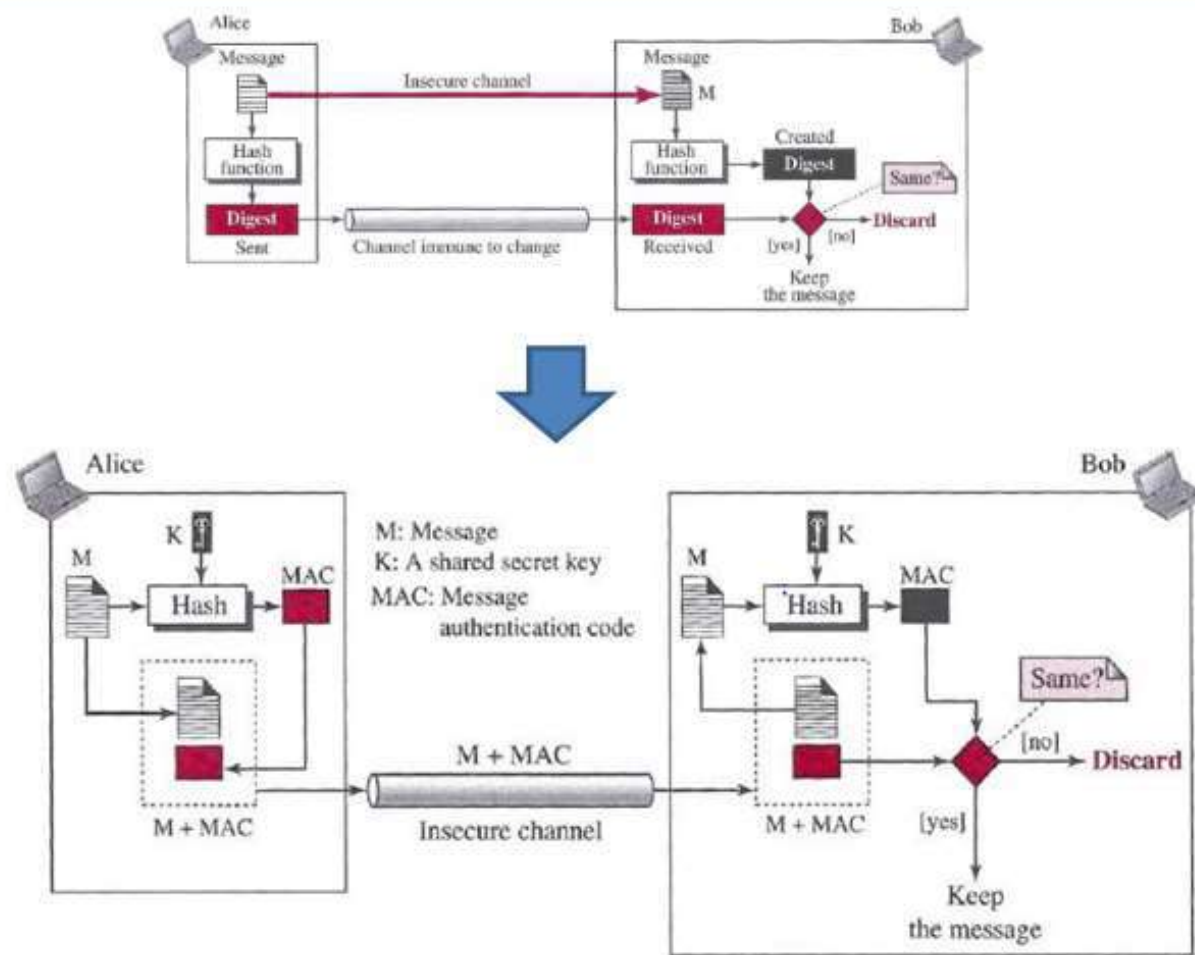 Alice
Bob
Message
Insecure channel
Message
M
Hash
function
Hash
function
Created
Digest
Same?
Digest
Sent
Channel immune to change
Digest
Received
[yes]
[no]
Discard
Keep
the message
Alice
Bob
K
M: Message
K: A shared secret key
MAC: Message
authentication code
K
M
Hash
MAC
M
Hash
MAC
Same?
M + MAC
[no]
Discard
M + MAC
Insecure channel
M + MAC
[yes]
Keep
the message